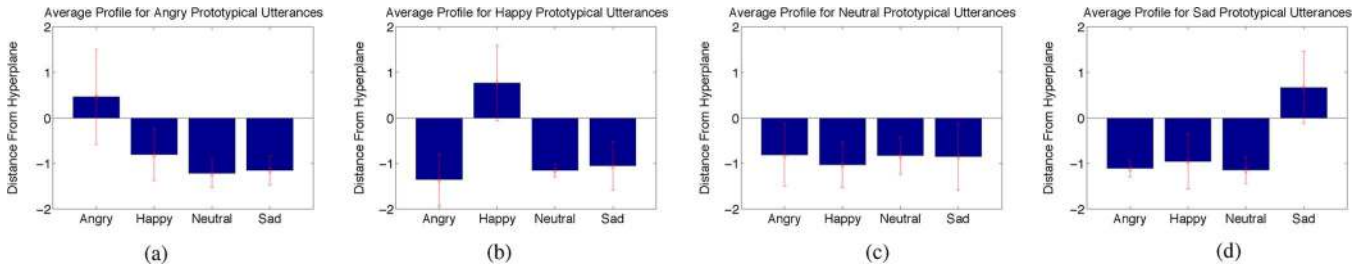 Average Profile for Angry Prototypical Utterances
2
1
0
−1
−2
Distance From Hyperplane
Angry Happy Neutral Sad
(a)
Average Profile for Happy Prototypical Utterances
2
1
0
−1
−2
Distance From Hyperplane
Angry Happy Neutral Sad
(b)
Average Profile for Neutral Prototypical Utterances
2
1
0
−1
−2
Distance From Hyperplane
Angry Happy Neutral Sad
(c)
Average Profile for Sad Prototypical Utterances
2
1
0
−1
−2
Distance From Hyperplane
Angry Happy Neutral Sad
(d)